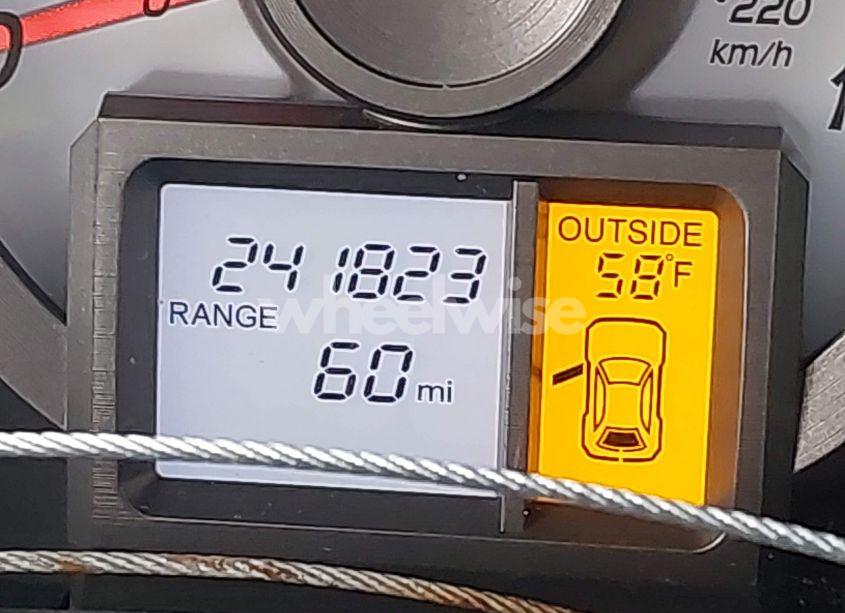 220
km/h
OUTSIDE
58°F
241823
RANGE
60 mi
wheelwise